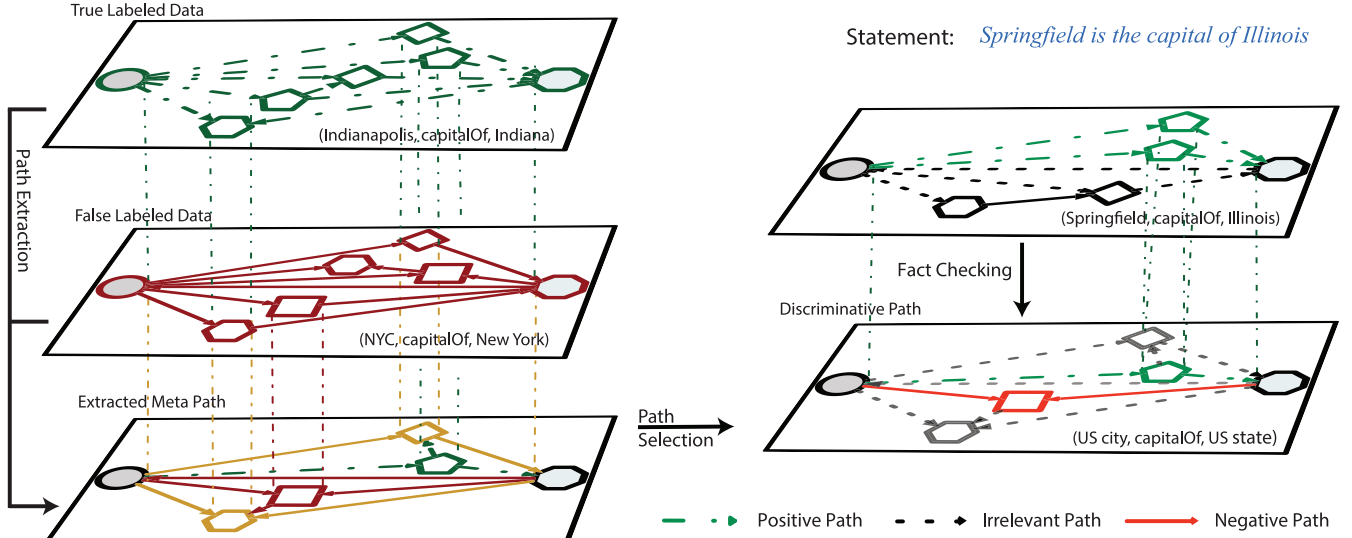 True Labeled Data
Statement: Springfield is the capital of Illinois
(Indianapolis, capitalOf, Indiana)
Path Extraction
False Labeled Data
(NYC, capitalOf, New York)
Extracted Meta Path
Path
Selection
(Springfield, capitalOf, Illinois)
Fact Checking
Discriminative Path
(US city, capitalOf, US state)
Positive Path
Irrelevant Path
Negative Path